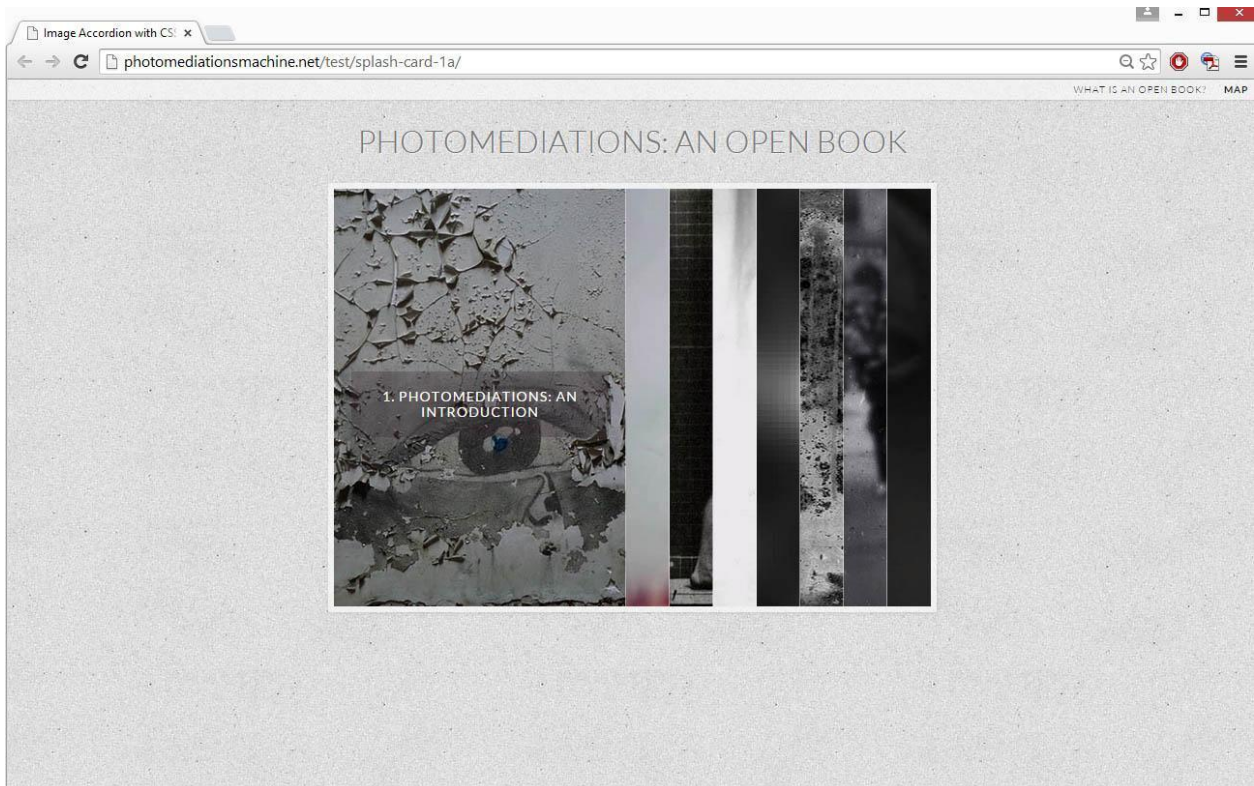 Image Accordion with CS
photomediationsmachine.net/test/splash-card-1a/
WHAT IS AN OPEN BOOK? MAP
PHOTOMEDIATIONS: AN OPEN BOOK
1. PHOTOMEDIATIONS: AN
INTRODUCTION